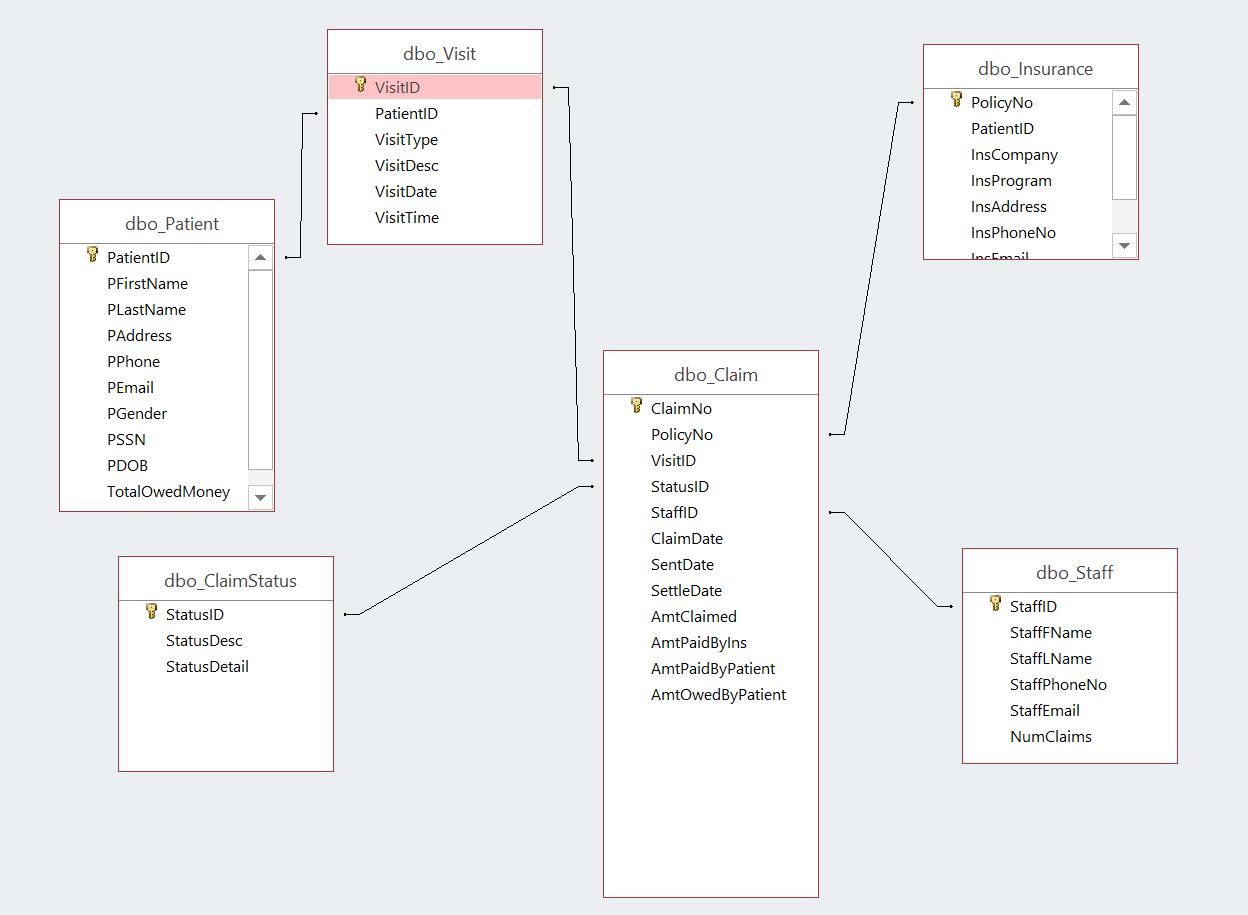 dbo_Visit
VisitID
PatientID
VisitType
VisitDesc
VisitDate
VisitTime
dbo_Insurance
PolicyNo
PatientID
InsCompany
InsProgram
InsAddress
InsPhoneNo
InsEmail
dbo_Patient
PatientID
PFirstName
PLastName
PAddress
PPhone
PEmail
PGender
PSSN
PDOB
TotalOwedMoney
dbo_Claim
ClaimNo
PolicyNo
VisitID
StatusID
StaffID
ClaimDate
SentDate
SettleDate
AmtClaimed
AmtPaidByIns
AmtPaidByPatient
AmtOwedByPatient
dbo_ClaimStatus
StatusID
StatusDesc
StatusDetail
dbo_Staff
StaffID
StaffFName
StaffLName
StaffPhoneNo
StaffEmail
NumClaims